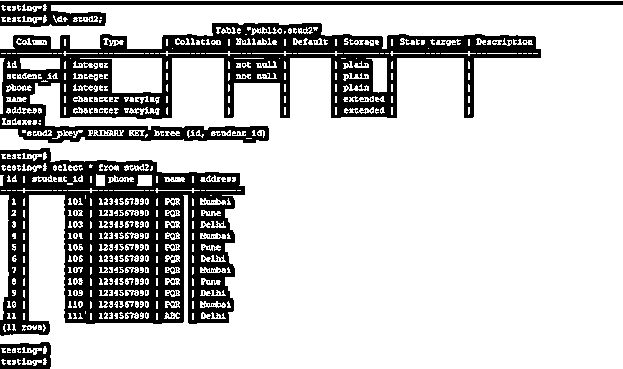 testing=#
testing=# \d+ stud2;
Table "public.stud2"
Column | Type | Collation | Nullable | Default | Storage | Stats target | Description
id | integer | | not null | | plain | |
student_id | integer | | not null | | plain | |
phone | integer | | | | plain | |
name | character varying | | | | extended | |
address | character varying | | | | extended | |
Indexes:
"stud2_pkey" PRIMARY KEY, btree (id, student_id)
testing=#
testing=# select * from stud2;
id | student_id | phone | name | address
1 | 101 | 1234567890 | PQR | Mumbai
2 | 102 | 1234567890 | PQR | Pune
3 | 103 | 1234567890 | PQR | Delhi
4 | 104 | 1234567890 | PQR | Mumbai
5 | 105 | 1234567890 | PQR | Pune
6 | 106 | 1234567890 | PQR | Delhi
7 | 107 | 1234567890 | PQR | Mumbai
8 | 108 | 1234567890 | PQR | Pune
9 | 109 | 1234567890 | PQR | Delhi
10 | 110 | 1234567890 | PQR | Mumbai
11 | 111 | 1234567890 | ABC | Delhi
(11 rows)
testing=#
testing=#